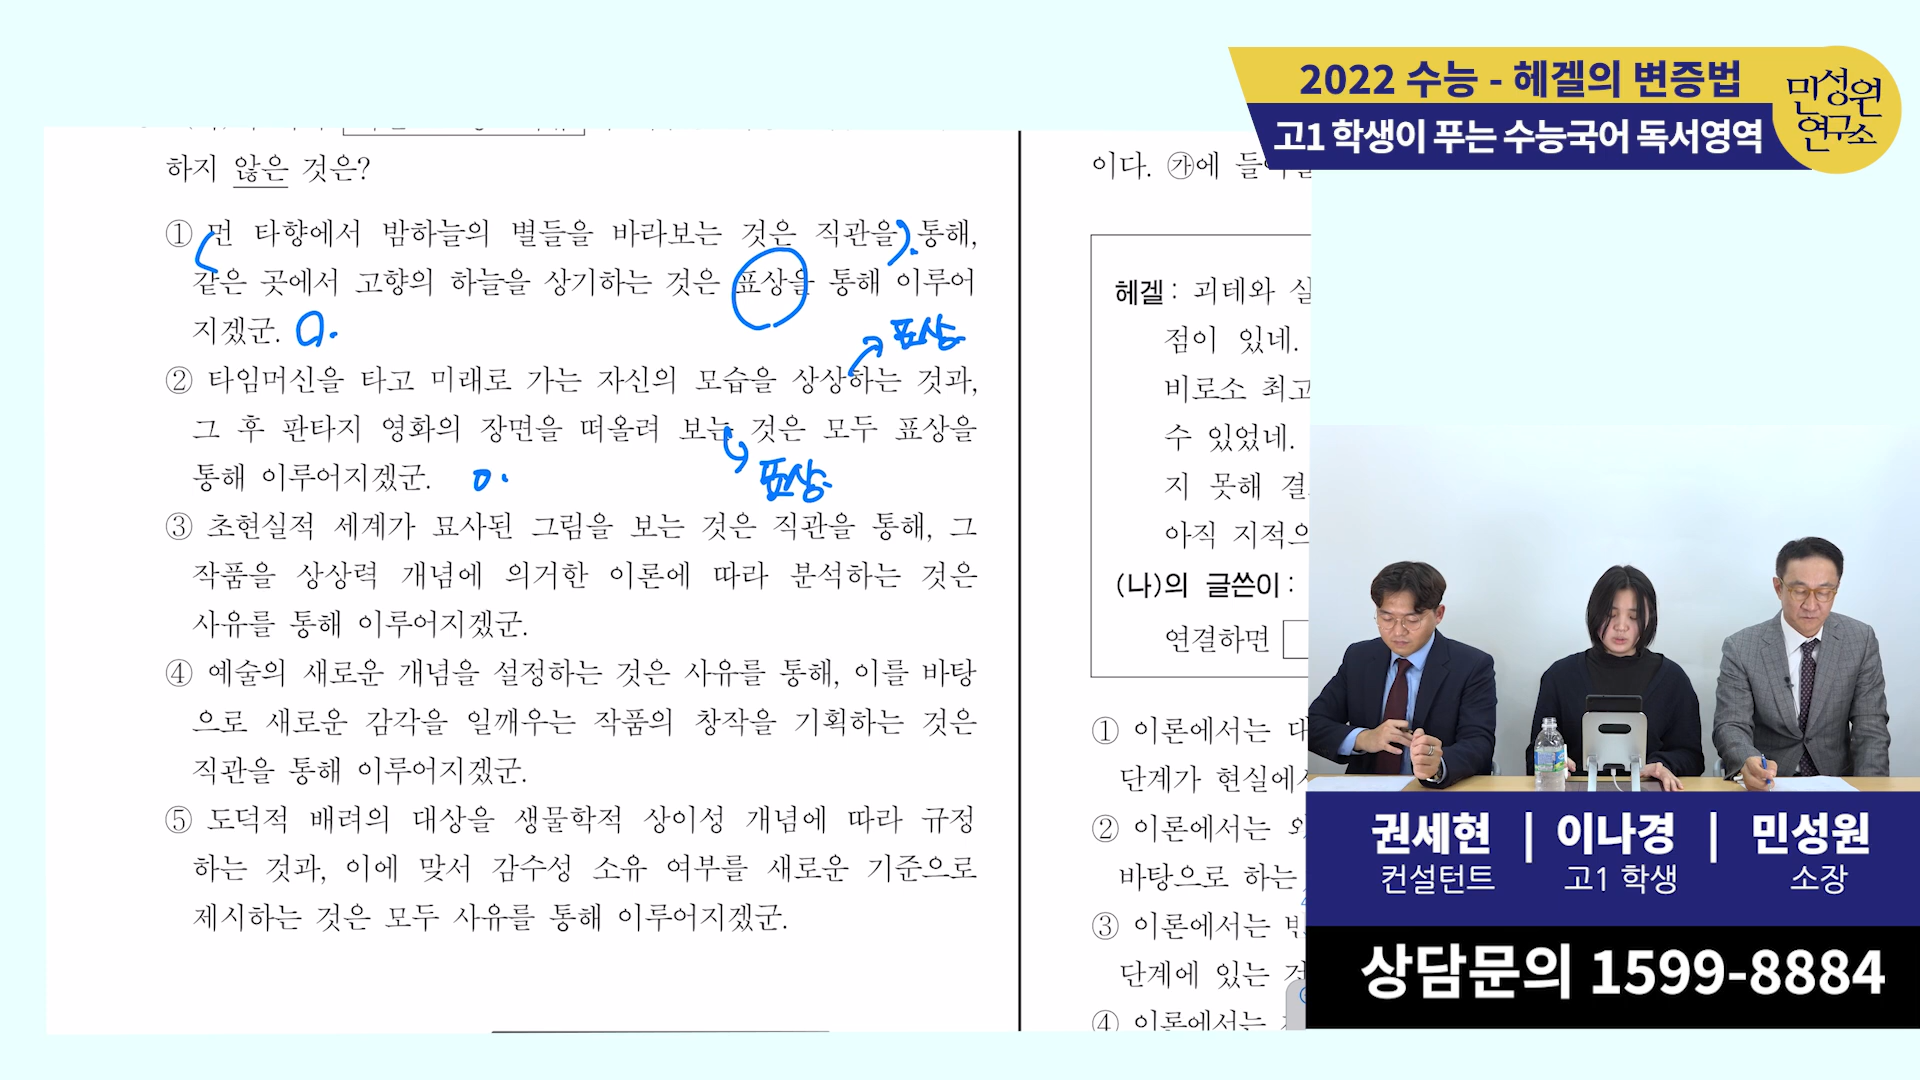 2022 수능 - 헤겔의 변증법
고1 학생이 푸는 수능국어 독서영역
민성원
연구소
하지 않은 것은?
① 먼 타향에서 밤하늘의 별들을 바라보는 것은 직관을 통해,
같은 곳에서 고향의 하늘을 상기하는 것은 표상을 통해 이루어
지겠군.
표상
② 타임머신을 타고 미래로 가는 자신의 모습을 상상하는 것과,
그 후 판타지 영화의 장면을 떠올려 보는 것은 모두 표상을
통해 이루어지겠군.
표상
③ 초현실적 세계가 묘사된 그림을 보는 것은 직관을 통해, 그
작품을 상상력 개념에 의거한 이론에 따라 분석하는 것은
사유를 통해 이루어지겠군.
④ 예술의 새로운 개념을 설정하는 것은 사유를 통해, 이를 바탕
으로 새로운 감각을 일깨우는 작품의 창작을 기획하는 것은
직관을 통해 이루어지겠군.
⑤ 도덕적 배려의 대상을 생물학적 상이성 개념에 따라 규정
하는 것과, 이에 맞서 감수성 소유 여부를 새로운 기준으로
제시하는 것은 모두 사유를 통해 이루어지겠군.
이다. ㉮에
헤겔 : 괴테와
점이 있네.
비로소
수 있었네.
지 못해
아직
(나)의 글쓴이 :
연결하면
① 이론에서는
단계가
② 이론에서는
바탕으로 하는
③ 이론에서는
단계에 있는
④ 이론에서는
권세현 | 이나경 | 민성원
컨설턴트 고1 학생 소장
상담문의 1599-8884